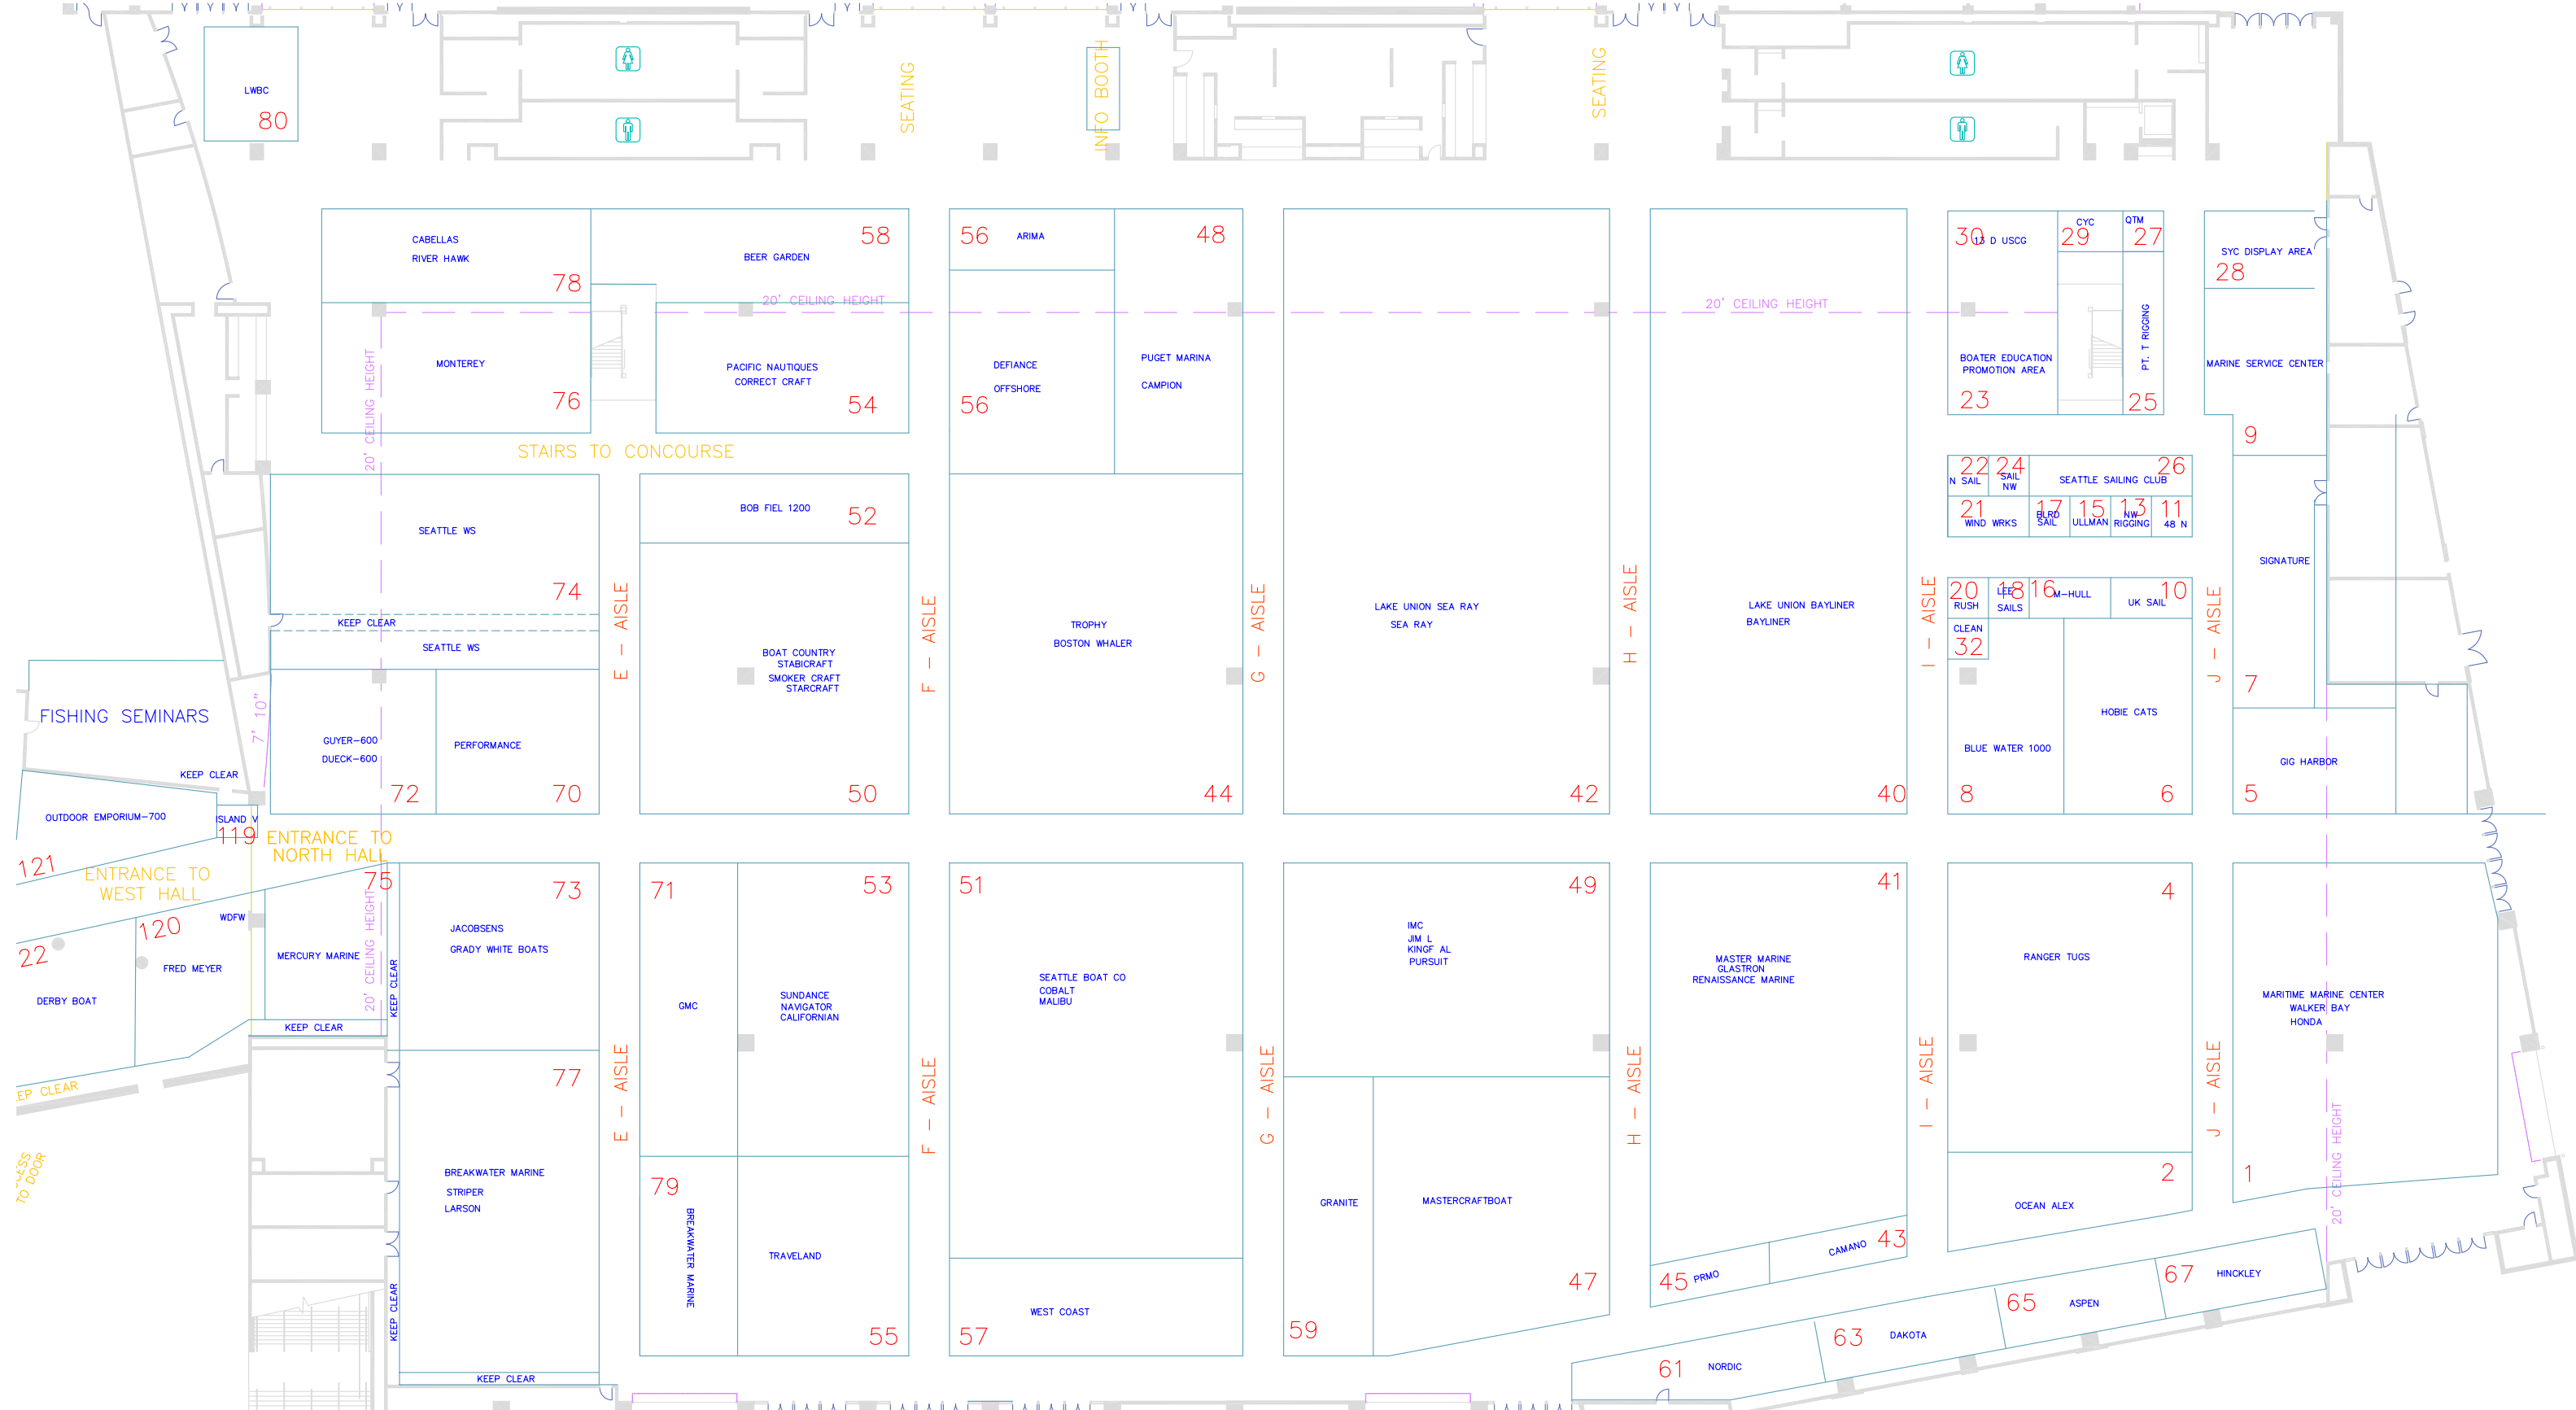 LWBC
80
SEATING
INFO BOOTH
SEATING
CABELLAS
RIVER HAWK
78
BEER GARDEN
58
56
ARIMA
48
30
13 D USCG
CYC
29
QTM
27
SYC DISPLAY AREA
28
20' CEILING HEIGHT
20' CEILING HEIGHT
20' CEILING HEIGHT
MONTEREY
76
PACIFIC NAUTIQUES
CORRECT CRAFT
54
DEFIANCE
OFFSHORE
56
PUGET MARINA
CAMPION
BOATER EDUCATION
PROMOTION AREA
23
PT. T RIGGING
25
MARINE SERVICE CENTER
9
STAIRS TO CONCOURSE
SEATTLE WS
74
BOB FIEL 1200
52
22
N SAIL
24
SAIL
NW
26
SEATTLE SAILING CLUB
21
WIND WRKS
17
BLRD
SAIL
15
ULLMAN
13
NW
RIGGING
11
48 N
SIGNATURE
7
KEEP CLEAR
SEATTLE WS
E - AISLE
BOAT COUNTRY
STABICRAFT
SMOKER CRAFT
STARCRAFT
50
F - AISLE
TROPHY
BOSTON WHALER
44
G - AISLE
LAKE UNION SEA RAY
SEA RAY
42
H - AISLE
LAKE UNION BAYLINER
BAYLINER
40
I - AISLE
20
RUSH
18
LEE
SAILS
16
M-HULL
10
UK SAIL
CLEAN
32
J - AISLE
HOBIE CATS
6
BLUE WATER 1000
8
GIG HARBOR
5
FISHING SEMINARS
7' 10"
KEEP CLEAR
GUYER-600
DUECK-600
72
PERFORMANCE
70
OUTDOOR EMPORIUM-700
121
ISLAND V
119
ENTRANCE TO
NORTH HALL
ENTRANCE TO
WEST HALL
75
22
DERBY BOAT
120
WDFW
FRED MEYER
MERCURY MARINE
20' CEILING HEIGHT
KEEP CLEAR
KEEP CLEAR
73
JACOBSENS
GRADY WHITE BOATS
71
GMC
53
SUNDANCE
NAVIGATOR
CALIFORNIAN
51
SEATTLE BOAT CO
COBALT
MALIBU
49
IMC
JIM L
KINGF AL
PURSUIT
41
MASTER MARINE
GLASTRON
RENAISSANCE MARINE
4
RANGER TUGS
MARITIME MARINE CENTER
WALKER BAY
HONDA
1
77
BREAKWATER MARINE
STRIPER
LARSON
KEEP CLEAR
KEEP CLEAR
E - AISLE
79
BREAKWATER MARINE
TRAVELAND
55
F - AISLE
WEST COAST
57
G - AISLE
GRANITE
59
MASTERCRAFTBOAT
47
H - AISLE
45
PRMO
CAMANO
43
I - AISLE
2
OCEAN ALEX
J - AISLE
20' CEILING HEIGHT
61
NORDIC
63
DAKOTA
65
ASPEN
67
HINCKLEY
CLEAR
TO DOOR